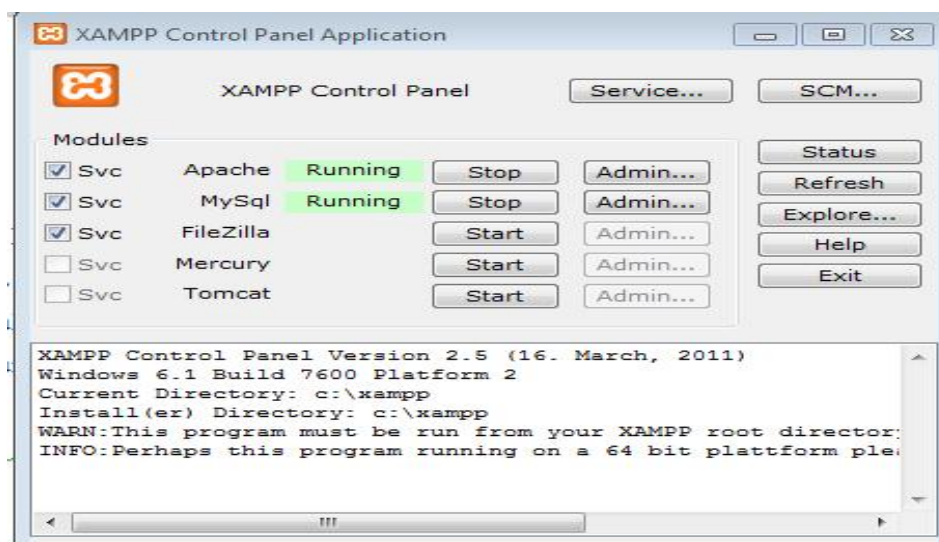 XAMPP Control Panel Application
XAMPP Control Panel Service... SCM...
Modules
Svc Apache Running Stop Admin...
Svc MySql Running Stop Admin...
Svc FileZilla Start Admin...
Svc Mercury Start Admin...
Svc Tomcat Start Admin...
Status
Refresh
Explore...
Help
Exit
XAMPP Control Panel Version 2.5 (16. March, 2011)
Windows 6.1 Build 7600 Platform 2
Current Directory: c:\xampp
Install(er) Directory: c:\xampp
WARN:This program must be run from your XAMPP root
INFO:Perhaps this program running on a 64 bit plattform